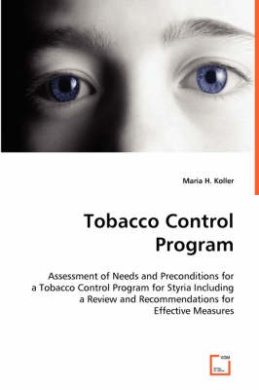 Maria H. Koller
Tobacco Control
Program
Assessment of Needs and Preconditions for
a Tobacco Control Program for Styria Including
a Review and Recommendations for
Effective Measures
VDM